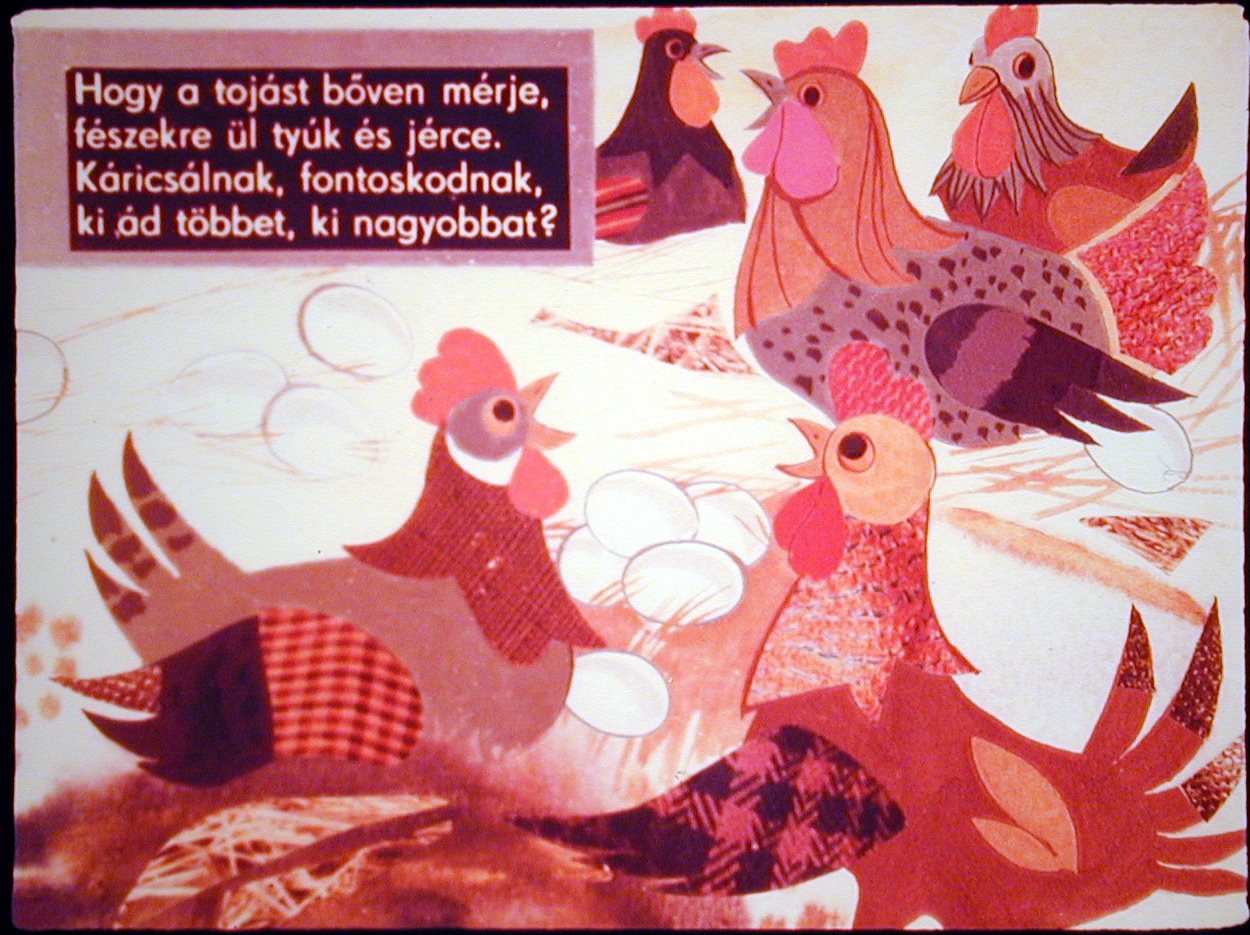 Hogy a tojást bőven mérje,
fészekre ül tyúk és jérce.
Káricsálnak, fontoskodnak,
ki ád többet, ki nagyobbat?